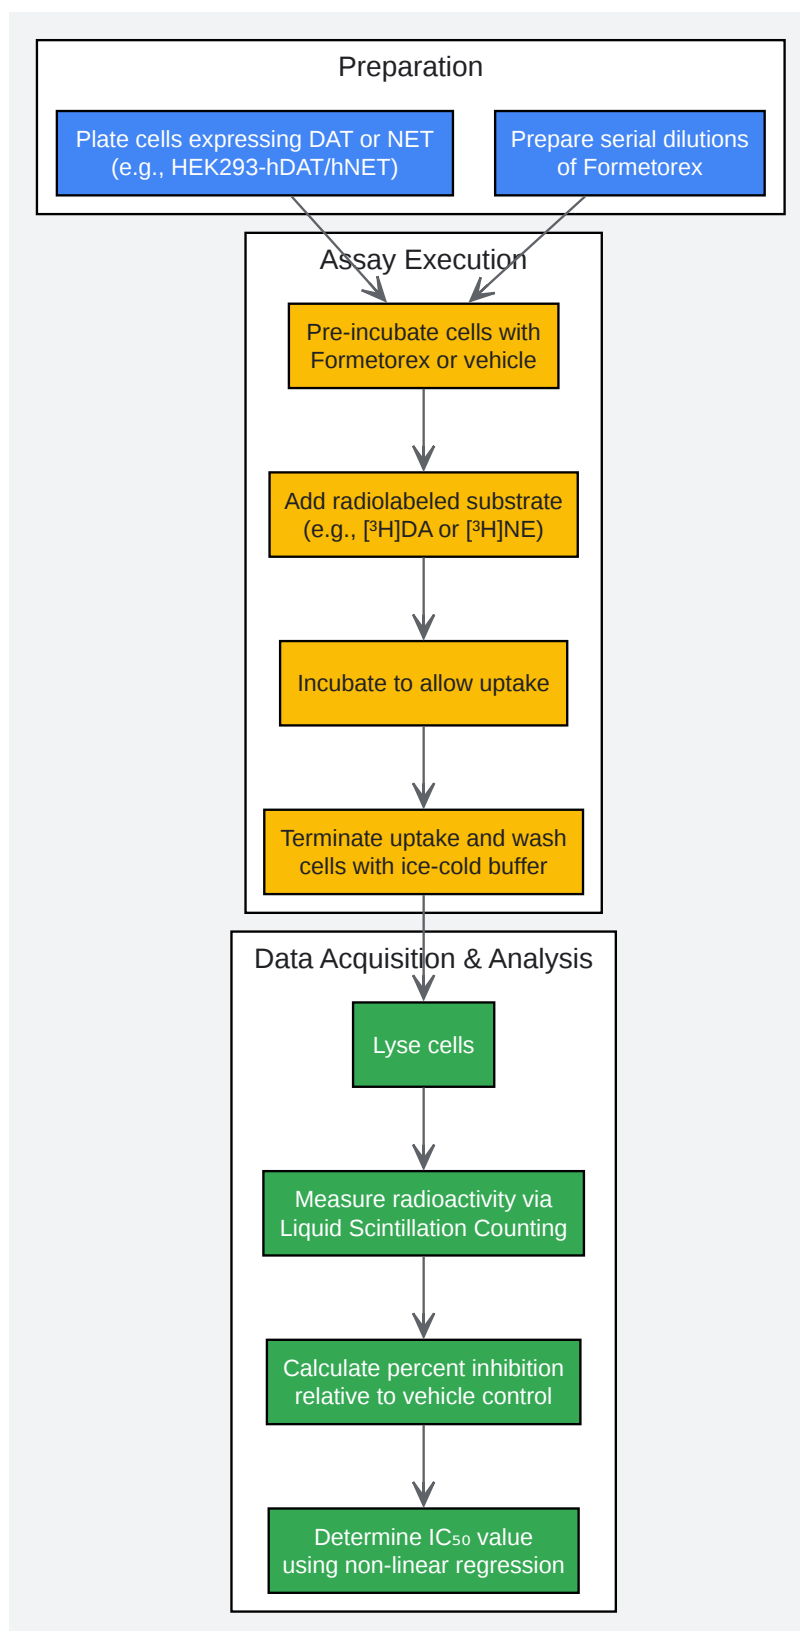 Preparation
Plate cells expressing DAT or NET
(e.g., HEK293-hDAT/hNET)
Prepare serial dilutions
of Formetorex
Assay Execution
Pre-incubate cells with
Formetorex or vehicle
Add radiolabeled substrate
(e.g., [³H]DA or [³H]NE)
Incubate to allow uptake
Terminate uptake and wash
cells with ice-cold buffer
Data Acquisition & Analysis
Lyse cells
Measure radioactivity via
Liquid Scintillation Counting
Calculate percent inhibition
relative to vehicle control
Determine IC₅₀ value
using non-linear regression